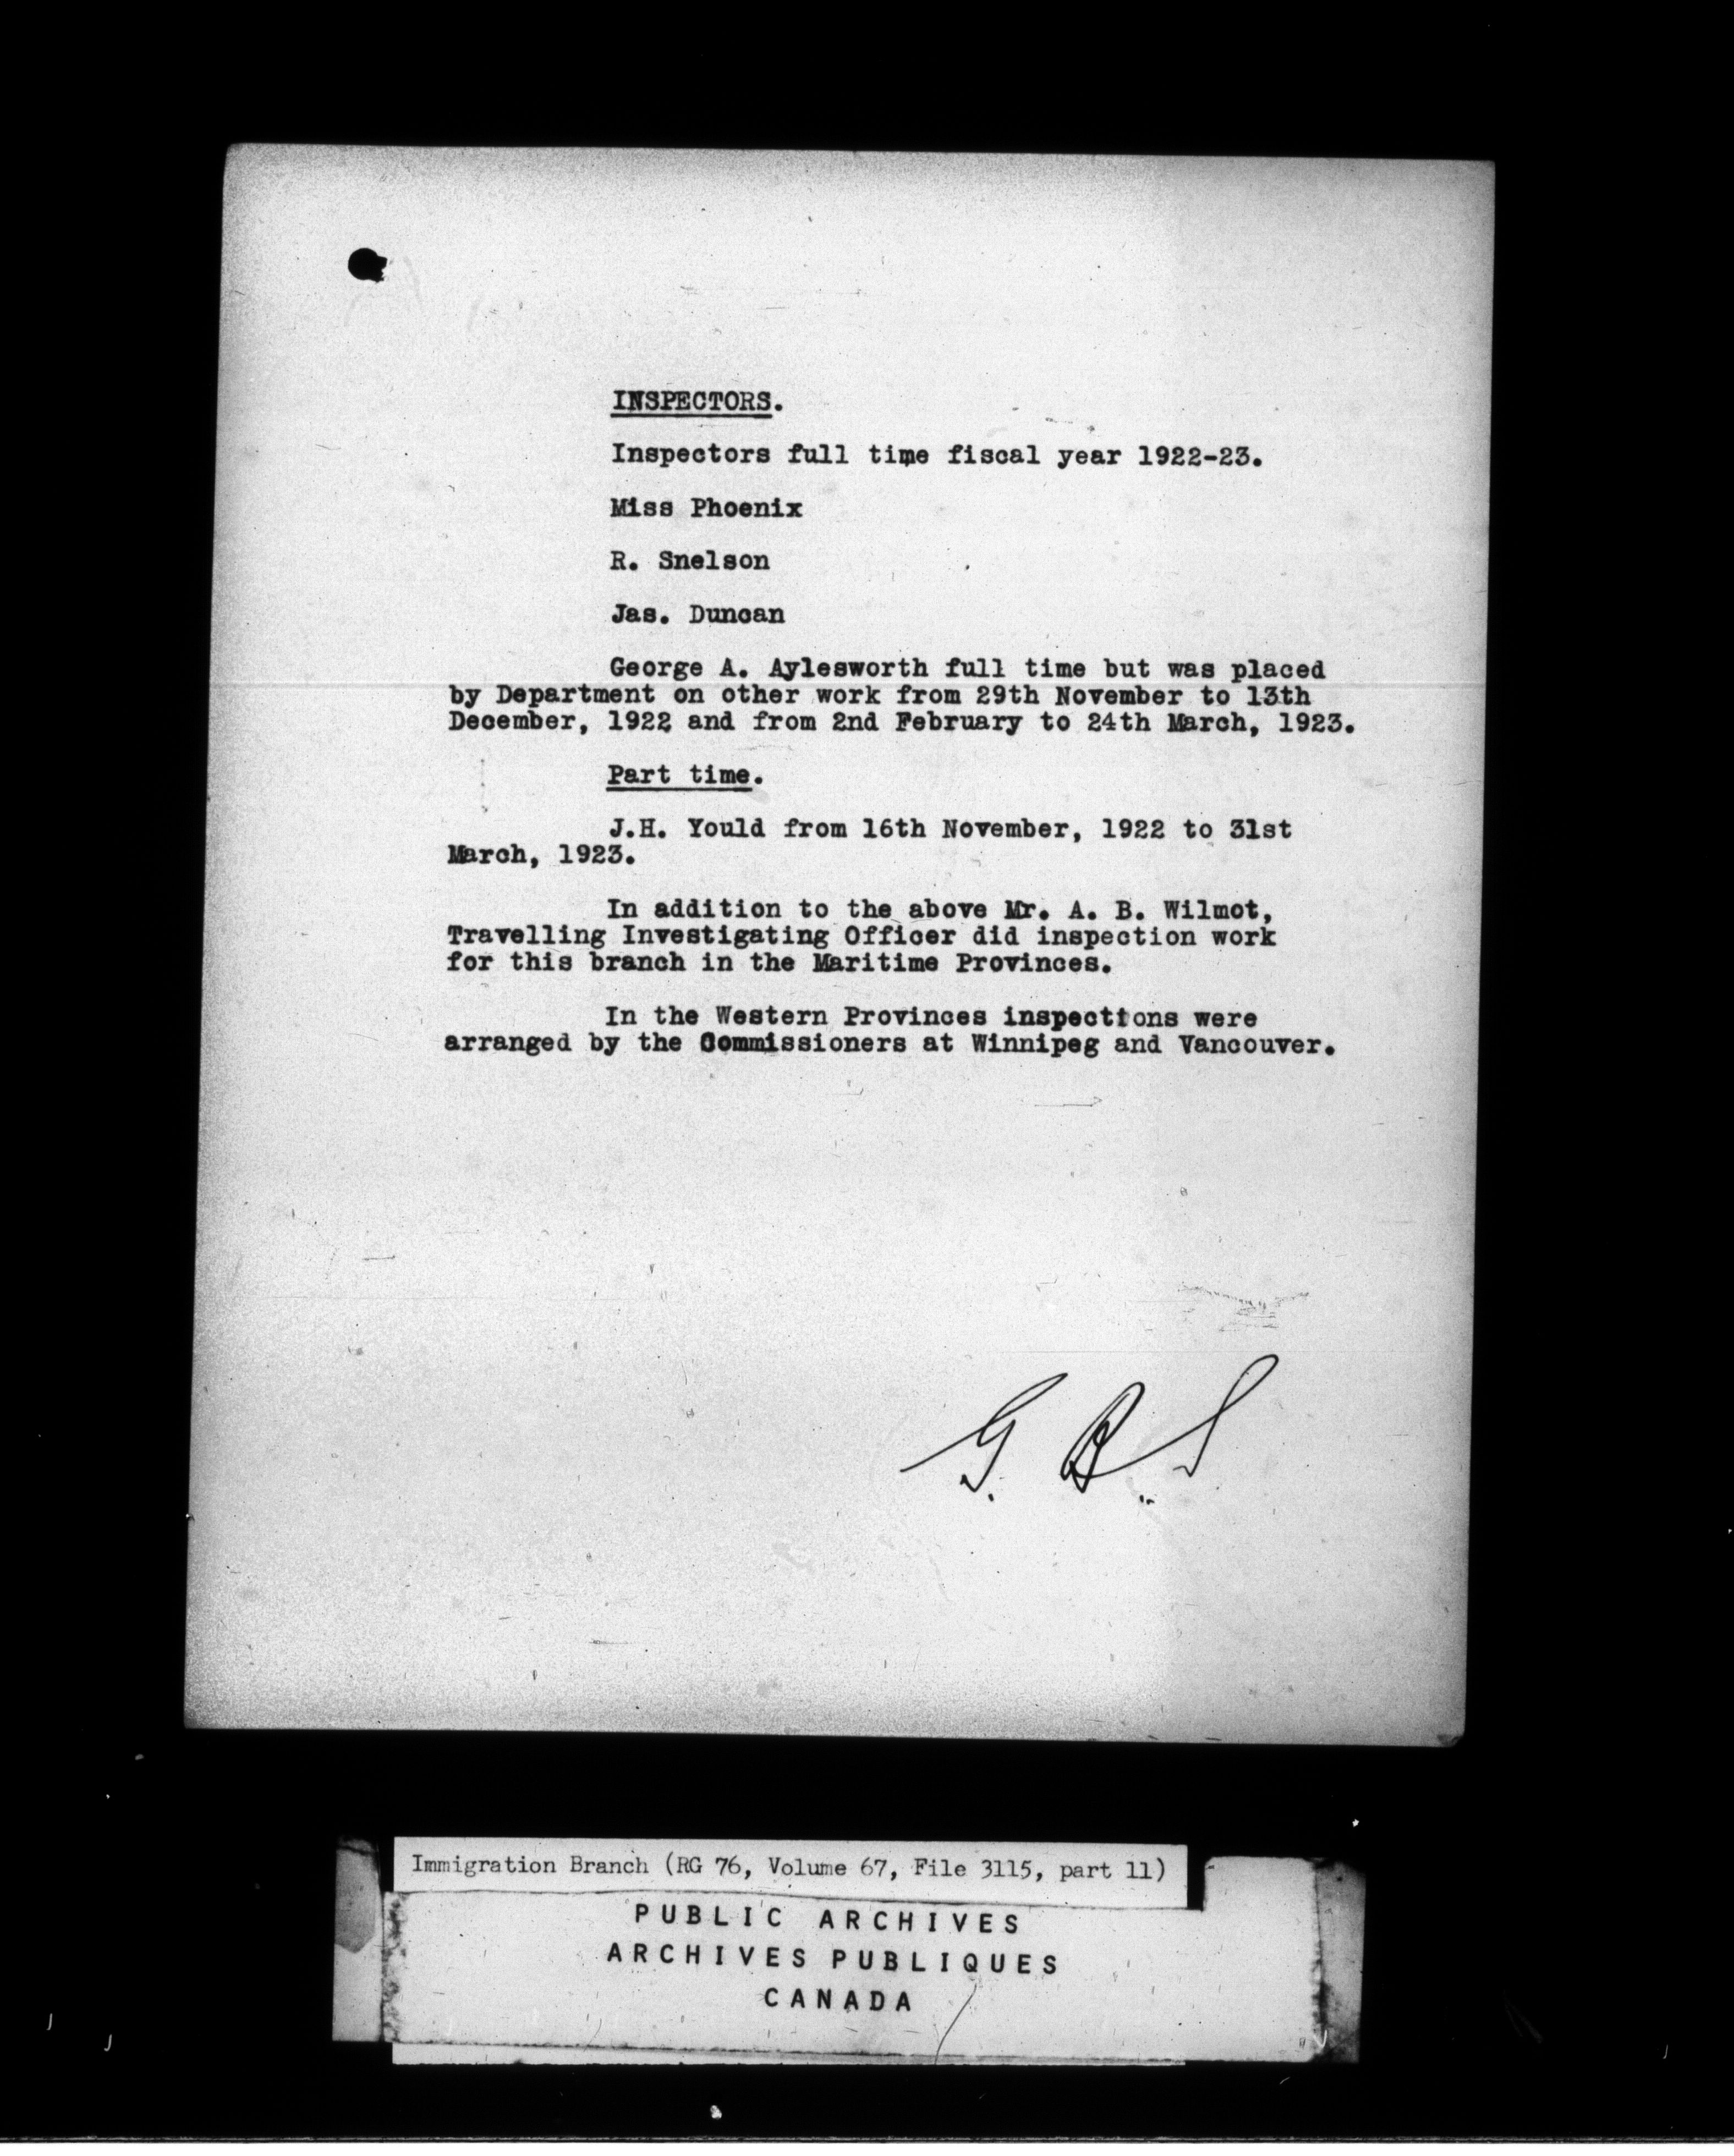 INSPECTORS.
Inspectors full time fiscal year 1922-23.
Miss Phoenix
R. Snelson
Jas. Duncan
George A. Aylesworth full time but was placed
by Department on other work from 29th November to 13th
December, 1922 and from 2nd February to 24th March, 1923.
Part time.
J.H. Yould from 16th November, 1922 to 31st
March, 1923.
In addition to the above Mr. A. B. Wilmot,
Travelling Investigating Officer did inspection work
for this branch in the Maritime Provinces.
In the Western Provinces inspections were
arranged by the Commissioners at Winnipeg and Vancouver.
Immigration Branch (RG 76, Volume 67, File 3115, part 11)
PUBLIC ARCHIVES
ARCHIVES PUBLIQUES
CANADA